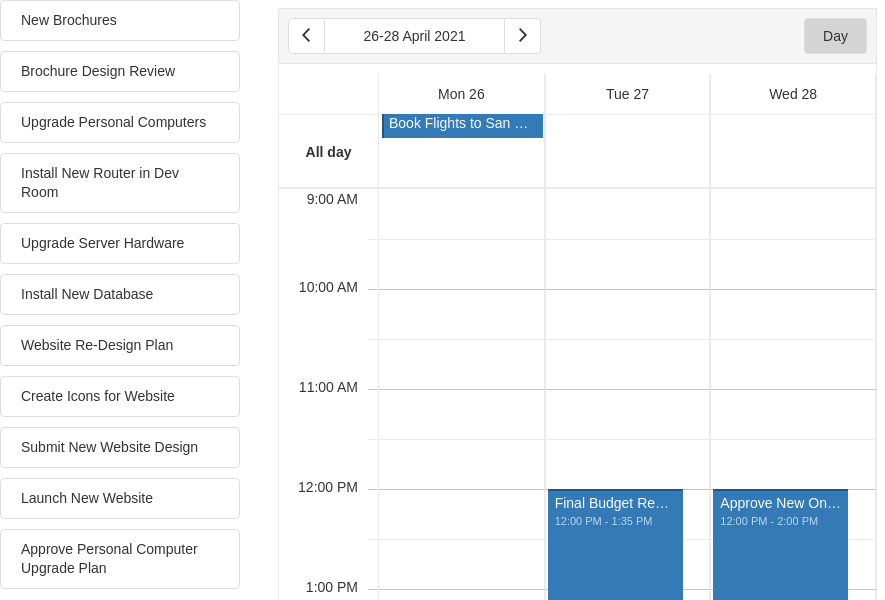 New Brochures
Brochure Design Review
Upgrade Personal Computers
Install New Router in Dev
Room
Upgrade Server Hardware
Install New Database
Website Re-Design Plan
Create Icons for Website
Submit New Website Design
Launch New Website
Approve Personal Computer
Upgrade Plan
26-28 April 2021
Day
Mon 26
Tue 27
Wed 28
All day
Book Flights to San …
9:00 AM
10:00 AM
11:00 AM
12:00 PM
1:00 PM
Final Budget Re…
12:00 PM - 1:35 PM
Approve New On…
12:00 PM - 2:00 PM